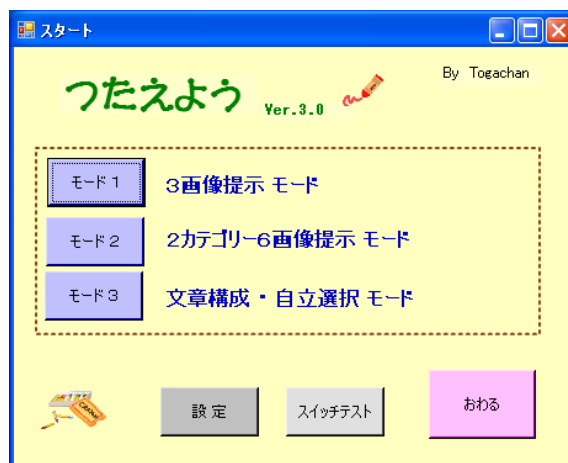 スタート
By Togachan
つたえよう Ver.3.0
モード1 3画像提示 モード
モード2 2カテゴリー6画像提示 モード
モード3 文章構成・自立選択 モード
設定 スイッチテスト おわる